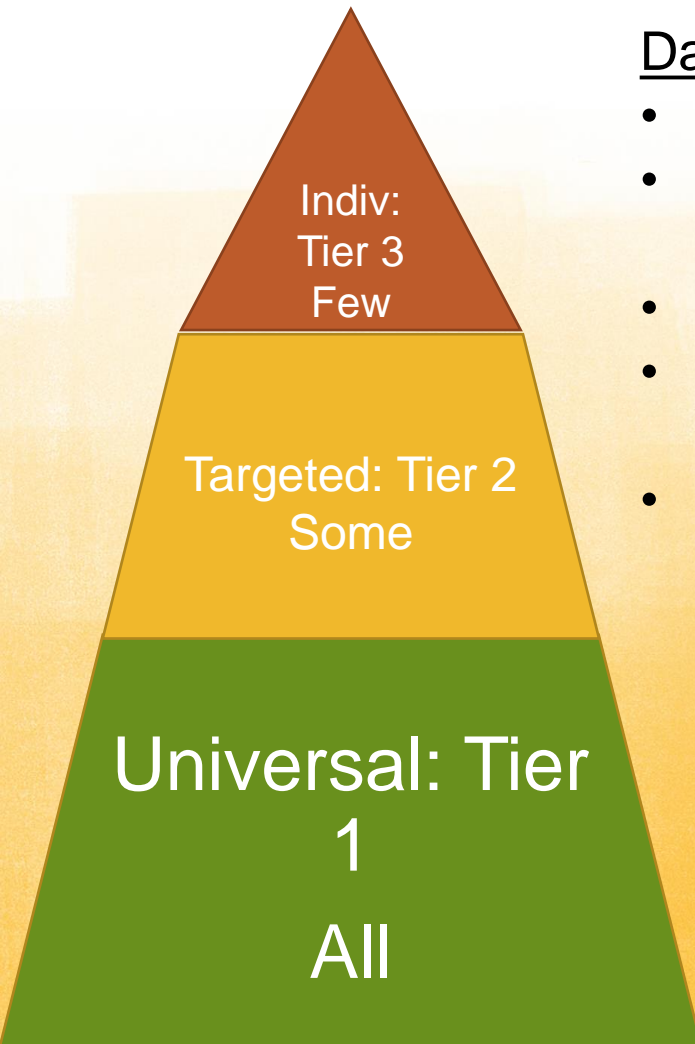 Da
Indiv:
Tier 3
Few
Targeted: Tier 2
Some
Universal: Tier
1
All